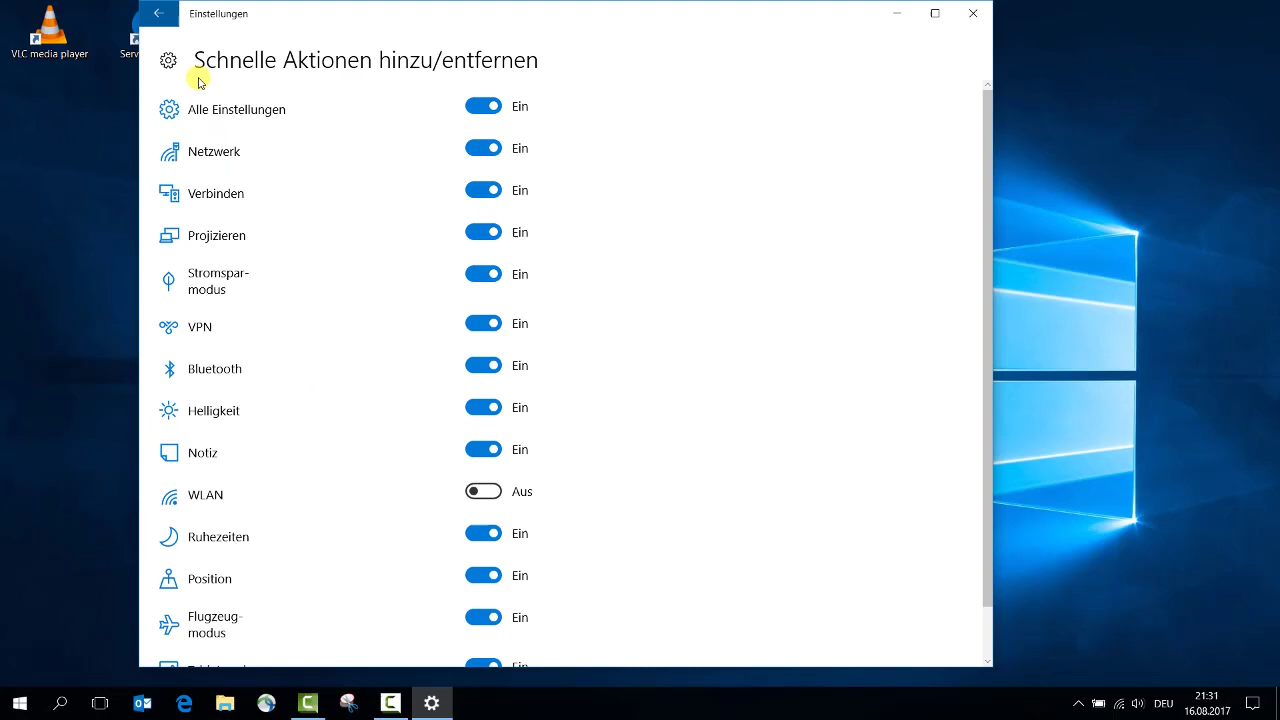 VLC media player
Serv
Einstellungen
Schnelle Aktionen hinzu/entfernen
Alle Einstellungen Ein
Netzwerk Ein
Verbinden Ein
Projizieren Ein
Stromspar-
modus Ein
VPN Ein
Bluetooth Ein
Helligkeit Ein
Notiz Ein
WLAN Aus
Ruhezeiten Ein
Position Ein
Flugzeug-
modus Ein
Ein
DEU
21:31
16.08.2017